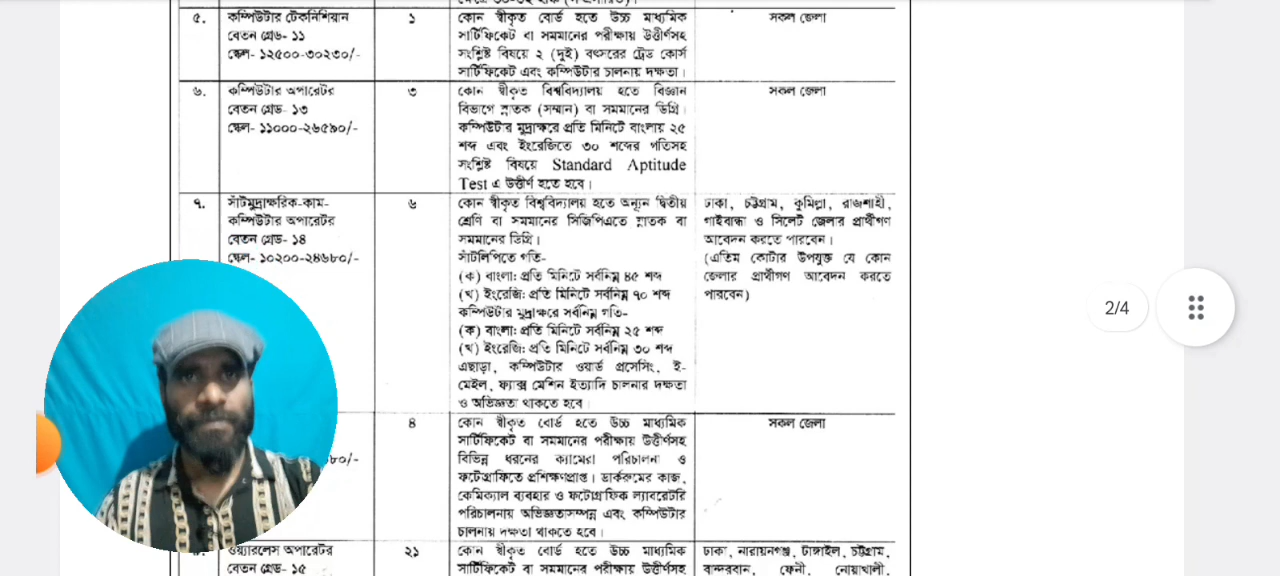 ৫.
কম্পিউটার টেকনিশিয়ান
বেতন গ্রেড- ১১
স্কেল- ১২৫০০-৩০২৩০/-
১
কোন স্বীকৃত বোর্ড হতে উচ্চ মাধ্যমিক
সার্টিফিকেট বা সমমানের পরীক্ষায় উত্তীর্ণসহ
সংশ্লিষ্ট বিষয়ে ২ (দুই) বৎসরের ট্রেড কোর্স
সার্টিফিকেট এবং কম্পিউটার চালনায় দক্ষতা।
সকল জেলা
৬.
কম্পিউটার অপারেটর
বেতন গ্রেড- ১৩
স্কেল- ১১০০০-২৬৫৯০/-
৩
কোন স্বীকৃত বিশ্ববিদ্যালয় হতে বিজ্ঞান
বিভাগে স্নাতক (সম্মান) বা সমমানের ডিগ্রি।
কম্পিউটার মুদ্রাক্ষরে প্রতি মিনিটে বাংলায় ২৫
শব্দ এবং ইংরেজিতে ৩০ শব্দের গতিসহ
সংশ্লিষ্ট বিষয়ে Standard Aptitude
Test এ উত্তীর্ণ হতে হবে।
সকল জেলা
৭.
সাঁটমুদ্রাক্ষরিক-কাম-
কম্পিউটার অপারেটর
বেতন গ্রেড- ১৪
স্কেল- ১০২০০-২৪৬৮০/-
৬
কোন স্বীকৃত বিশ্ববিদ্যালয় হতে অন্যূন দ্বিতীয়
শ্রেণি বা সমমানের সিজিপিএতে স্নাতক বা
সমমানের ডিগ্রি।
সাঁটলিপিতে গতি-
(ক) বাংলা: প্রতি মিনিটে সর্বনিম্ন ৪৫ শব্দ
(খ) ইংরেজি: প্রতি মিনিটে সর্বনিম্ন ৭০ শব্দ
কম্পিউটার মুদ্রাক্ষরে সর্বনিম্ন গতি-
(ক) বাংলা: প্রতি মিনিটে সর্বনিম্ন ২৫ শব্দ
(খ) ইংরেজি: প্রতি মিনিটে সর্বনিম্ন ৩০ শব্দ
এছাড়া, কম্পিউটার ওয়ার্ড প্রসেসিং, ই-
মেইল, ফ্যাক্স মেশিন ইত্যাদি চালনার দক্ষতা
ও অভিজ্ঞতা থাকতে হবে।
ঢাকা, চট্টগ্রাম, কুমিল্লা, রাজশাহী,
গাইবান্ধা ও সিলেট জেলার প্রার্থীগণ
আবেদন করতে পারবেন।
(এতিম কোটার উপযুক্ত যে কোন
জেলার প্রার্থীগণ আবেদন করতে
পারবেন)
2/4
৮০/-
৪
কোন স্বীকৃত বোর্ড হতে উচ্চ মাধ্যমিক
সার্টিফিকেট বা সমমানের পরীক্ষায় উত্তীর্ণসহ
বিভিন্ন ধরনের ক্যামেরা পরিচালনা ও
ফটোগ্রাফিতে প্রশিক্ষণপ্রাপ্ত। ডার্করুমের কাজ,
কেমিক্যাল ব্যবহার ও ফটোগ্রাফিক ল্যাবরেটরি
পরিচালনায় অভিজ্ঞতাসম্পন্ন এবং কম্পিউটার
চালনায় দক্ষতা থাকতে হবে।
সকল জেলা
ওয়্যারলেস অপারেটর
বেতন গ্রেড- ১৫
২১
কোন স্বীকৃত বোর্ড হতে উচ্চ মাধ্যমিক
সার্টিফিকেট বা সমমানের পরীক্ষায় উত্তীর্ণসহ
ঢাকা, নারায়নগঞ্জ, টাঙ্গাইল, চট্টগ্রাম,
বান্দরবান, ফেনী, নোয়াখালী,